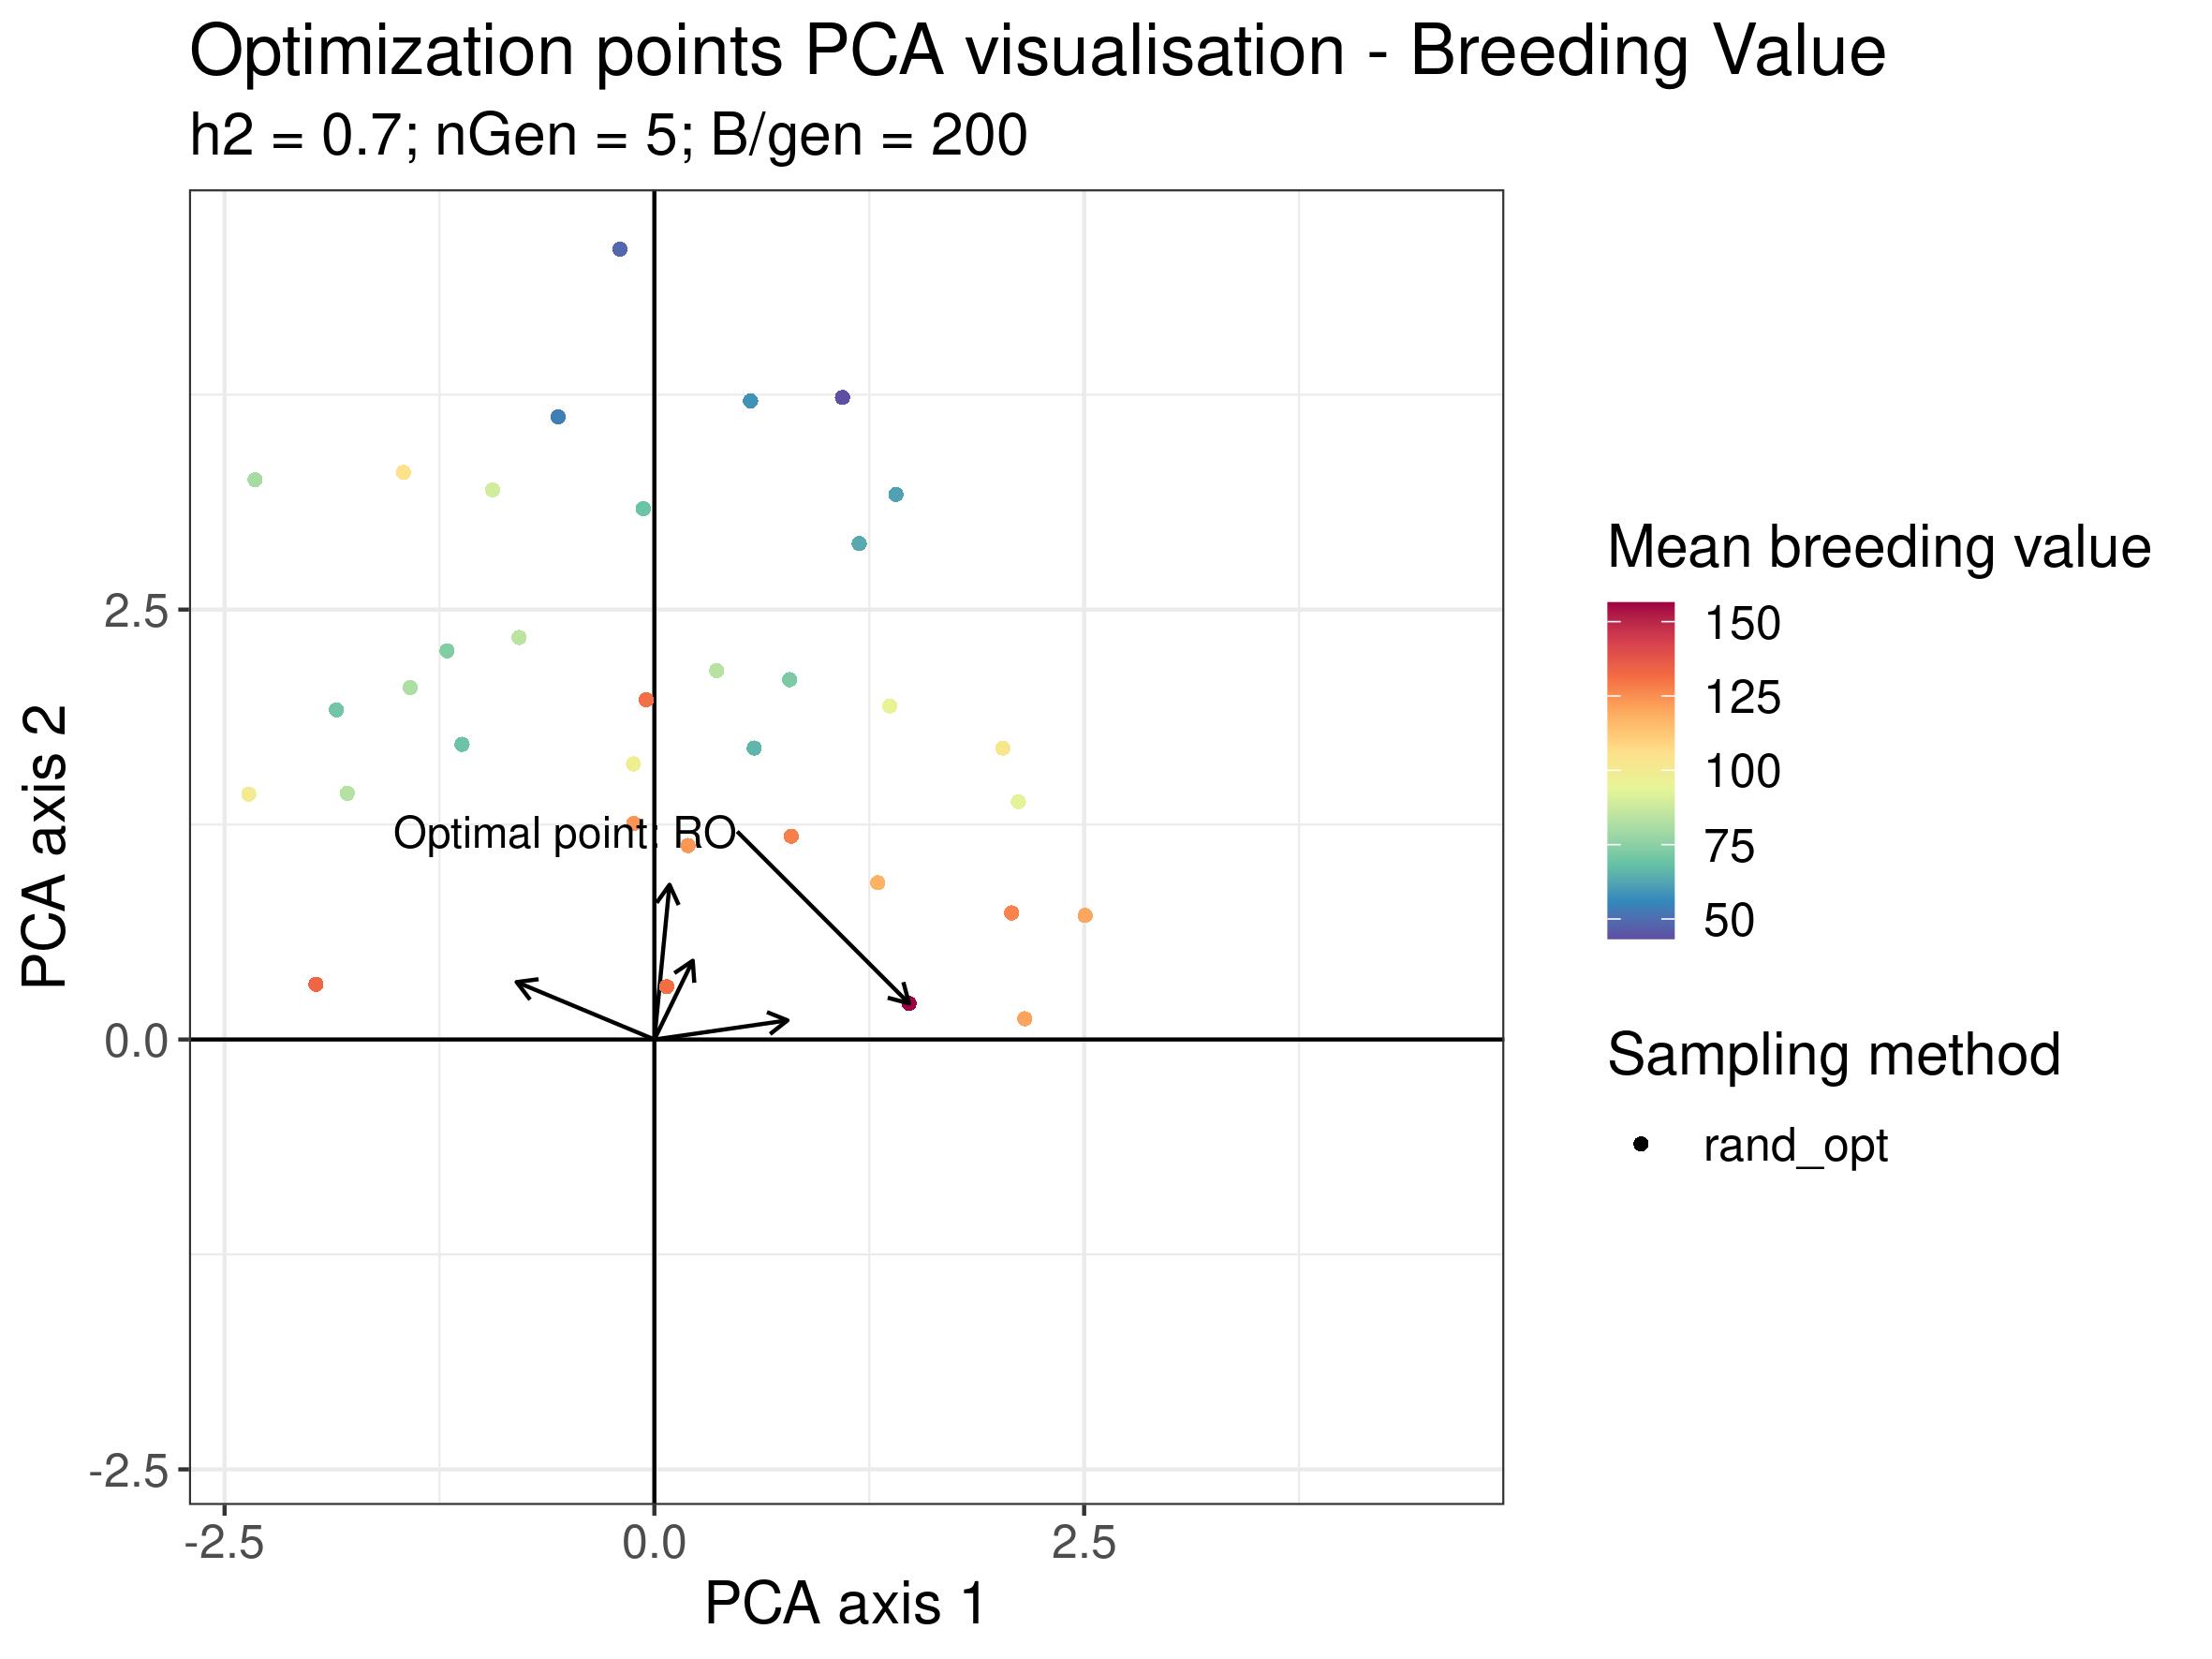 Optimization points PCA visualisation - Breeding Value
h2 = 0.7; nGen = 5; B/gen = 200
PCA axis 2
2.5
0.0
-2.5
Optimal point: RO
-2.5
0.0
2.5
PCA axis 1
Mean breeding value
150
125
100
75
50
Sampling method
rand_opt